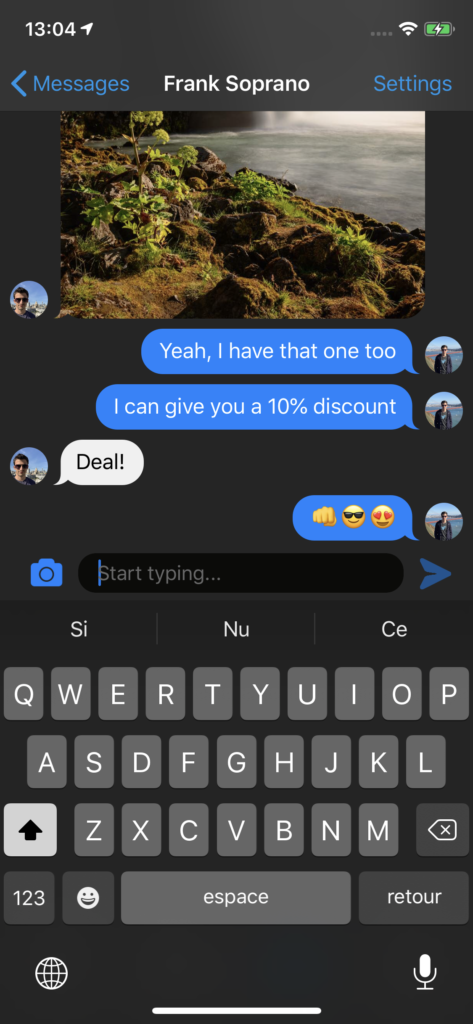 13:04
Messages Frank Soprano Settings
Yeah, I have that one too
I can give you a 10% discount
Deal!
👊😎😍
Start typing...
Si Nu Ce
Q W E R T Y U I O P
A S D F G H J K L
Z X C V B N M
123 espace retour